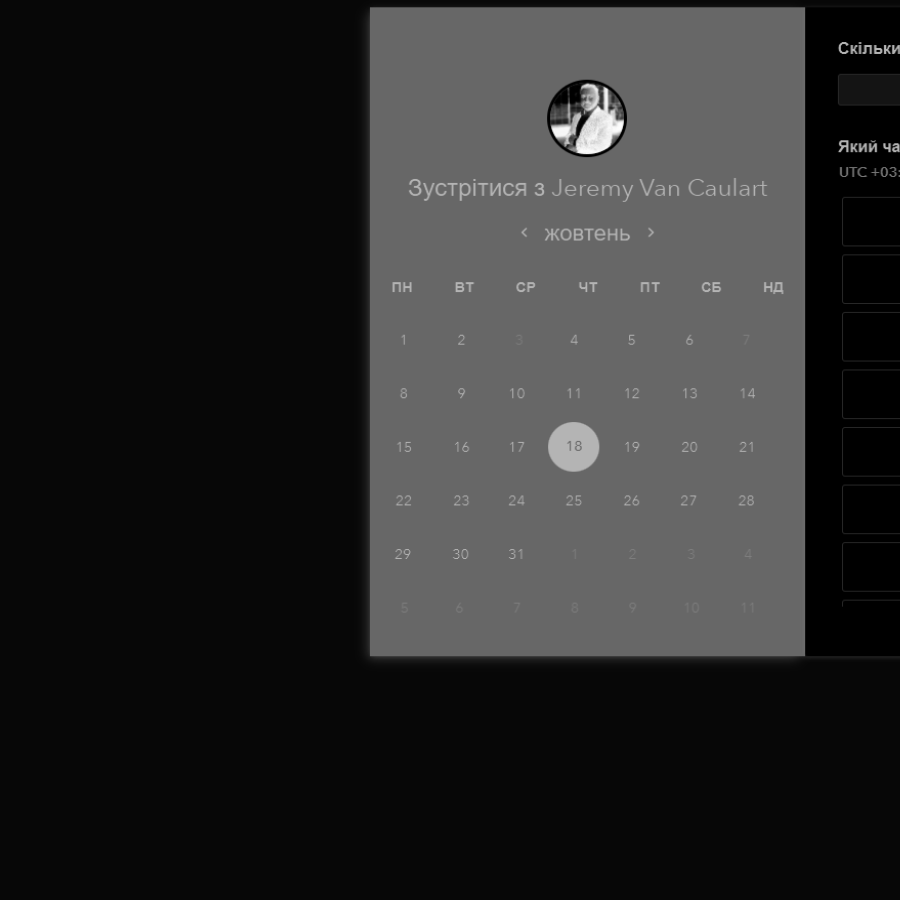 Зустрітися з Jeremy Van Caulart
жовтень
ПН ВТ СР ЧТ ПТ СБ НД
1 2 3 4 5 6 7
8 9 10 11 12 13 14
15 16 17 18 19 20 21
22 23 24 25 26 27 28
29 30 31 1 2 3 4
5 6 7 8 9 10 11
Скільки
Який ча
UTC +03: